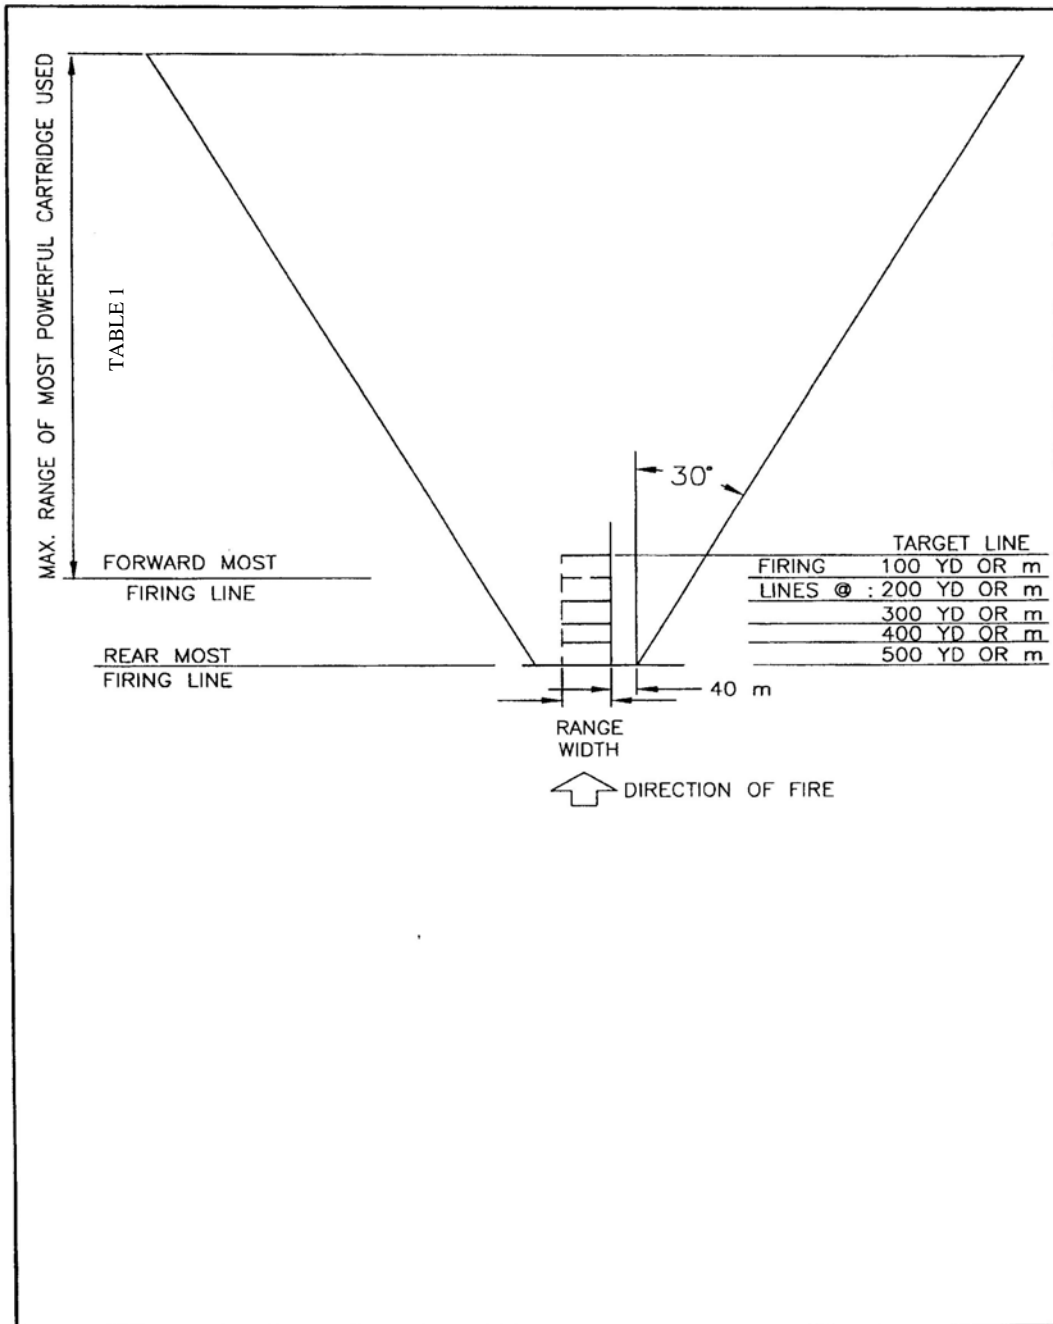 MAX. RANGE OF MOST POWERFUL CARTRIDGE USED
TABLE 1
30°
FORWARD MOST
FIRING LINE
REAR MOST
FIRING LINE
TARGET LINE
FIRING 100 YD OR m
LINES @ : 200 YD OR m
300 YD OR m
400 YD OR m
500 YD OR m
40 m
RANGE
WIDTH
DIRECTION OF FIRE